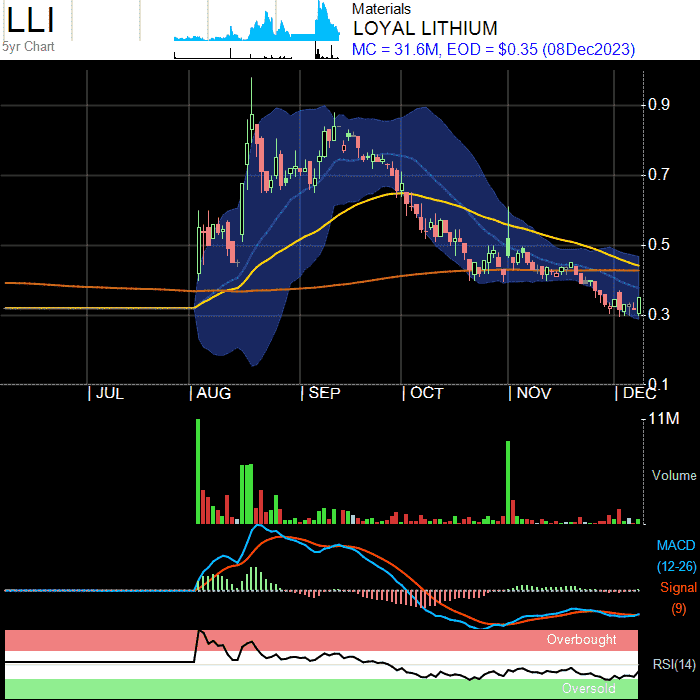 LLI
5yr Chart
Materials
LOYAL LITHIUM
MC = 31.6M, EOD = $0.35 (08Dec2023)
0.9
0.7
0.5
0.3
0.1
JUL
AUG
SEP
OCT
NOV
DEC
11M
Volume
MACD
(12-26)
Signal
(9)
Overbought
RSI(14)
Oversold